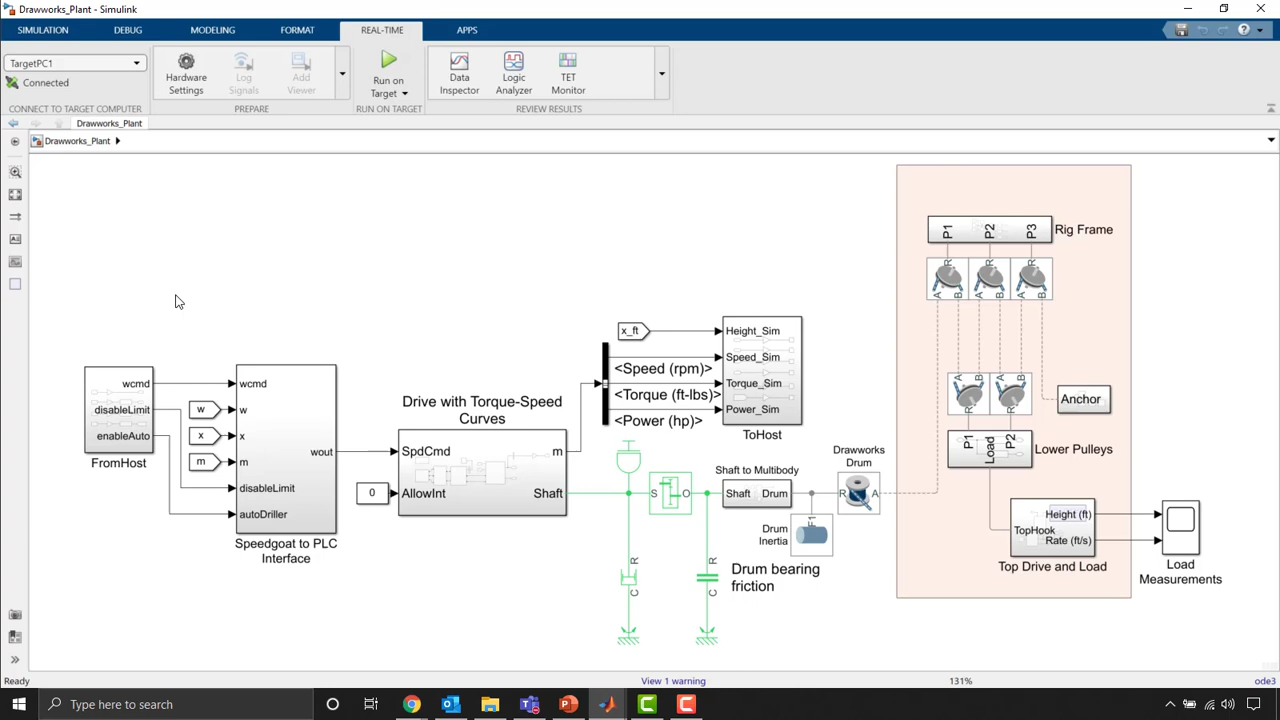 Drawworks_Plant - Simulink
SIMULATION
DEBUG
MODELING
FORMAT
REAL-TIME
APPS
TargetPC1
Connected
CONNECT TO TARGET COMPUTER
Hardware
Settings
Log
Signals
Add
Viewer
PREPARE
Run on
Target
RUN ON TARGET
Data
Inspector
Logic
Analyzer
TET
Monitor
REVIEW RESULTS
Drawworks_Plant
Drawworks_Plant
P1
P2
P3
R
R
R
Rig Frame
A
B
A
B
A
B
x_ft
Height_Sim
Speed_Sim
Torque_Sim
Power_Sim
<Speed (rpm)>
<Torque (ft-lbs)>
<Power (hp)>
ToHost
wcmd
disableLimit
enableAuto
FromHost
w
x
m
wcmd
w
x
m
disableLimit
autoDriller
wout
Speedgoat to PLC
Interface
Drive with Torque-Speed
Curves
SpdCmd
AllowInt
m
Shaft
0
S
O
R
C
R
C
Shaft to Multibody
Shaft
Drum
Drum
Inertia
F1
Drum bearing
friction
Drawworks
Drum
R
A
A
B
A
B
R
R
P1
Load
P2
Lower Pulleys
Anchor
TopHook
Height (ft)
Rate (ft/s)
Top Drive and Load
Load
Measurements
Ready
View 1 warning
131%
ode3
Type here to search